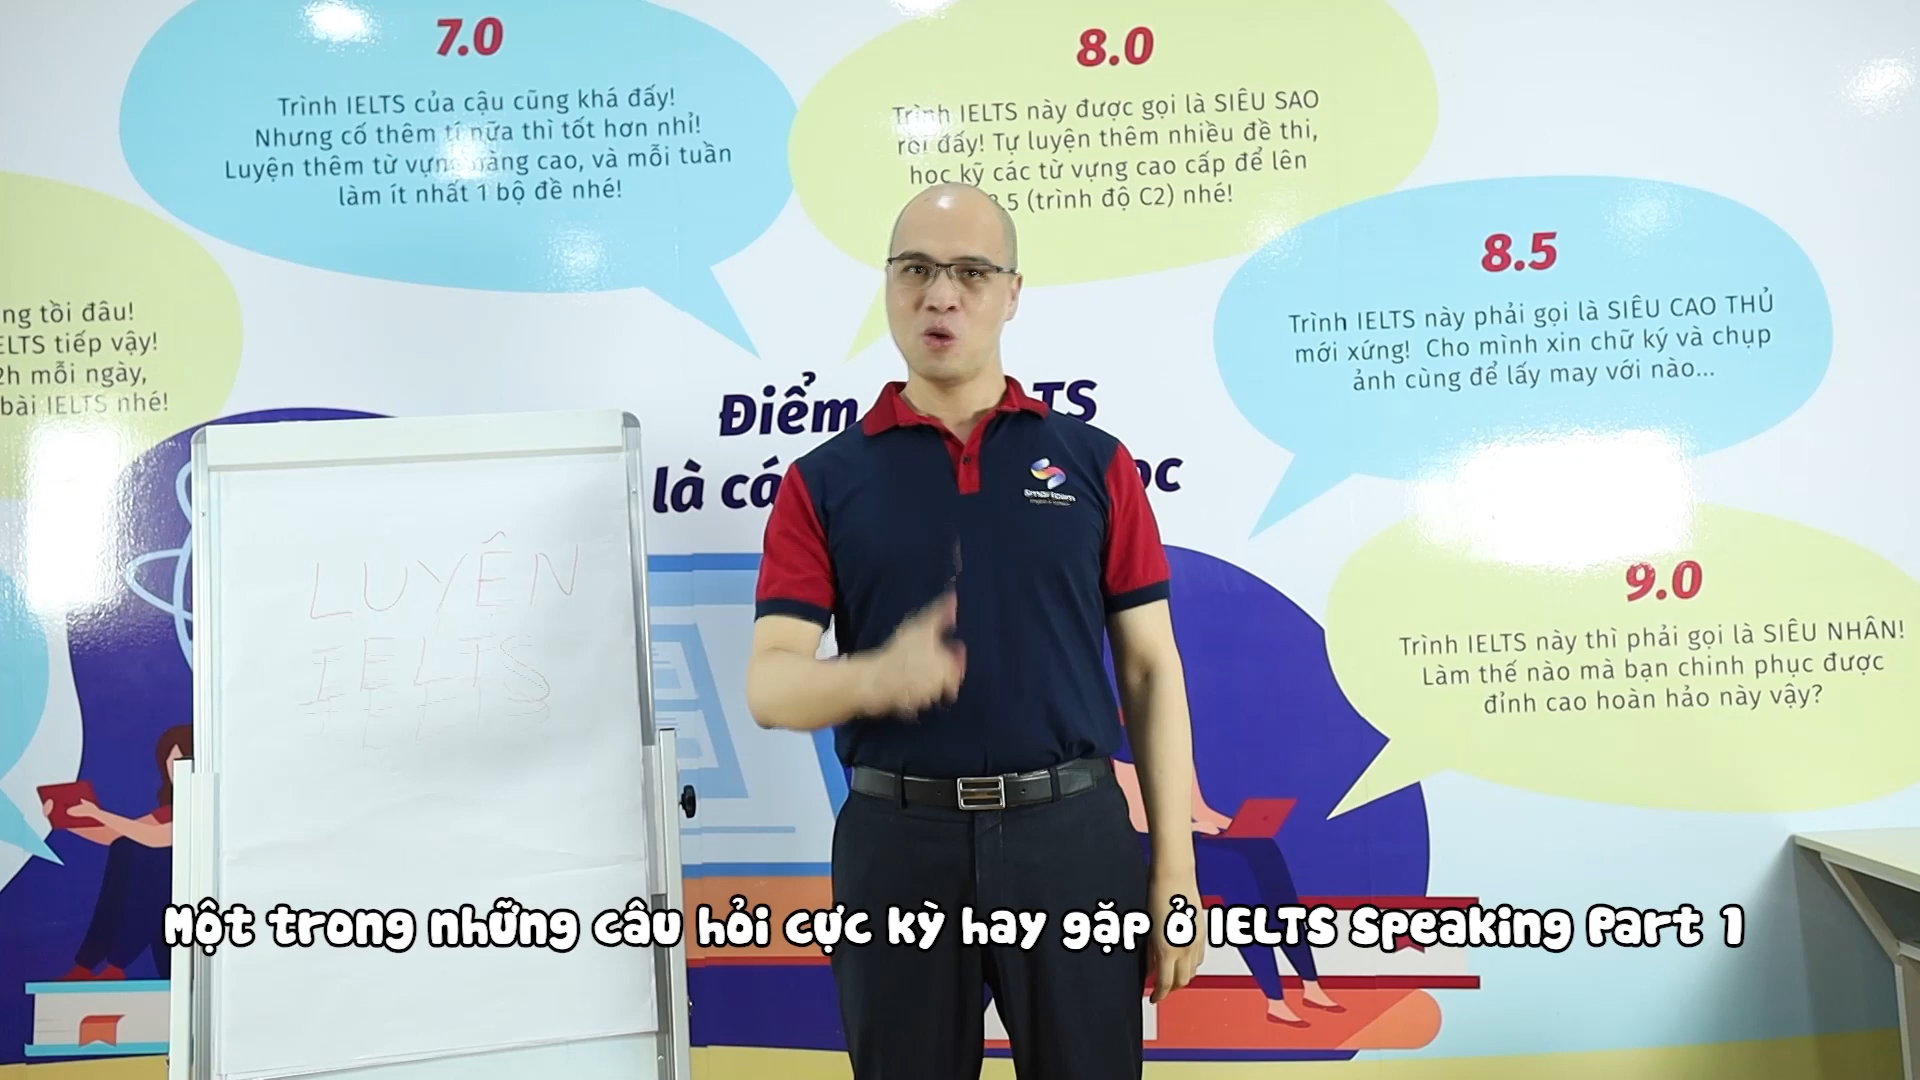 7.0
Trình IELTS của cậu cũng khá đấy!
Nhưng cố thêm tí nữa thì tốt hơn nhỉ!
Luyện thêm từ vựng nâng cao, và mỗi tuần
làm ít nhất 1 bộ đề nhé!
8.0
Trình IELTS này được gọi là SIÊU SAO
rồi đấy! Tự luyện thêm nhiều đề thi,
học kỹ các từ vựng cao cấp để lên
.5 (trình độ C2) nhé!
8.5
Trình IELTS này phải gọi là SIÊU CAO THỦ
mới xứng! Cho mình xin chữ ký và chụp
ảnh cùng để lấy may với nào...
9.0
Trình IELTS này thì phải gọi là SIÊU NHÂN!
Làm thế nào mà bạn chinh phục được
đỉnh cao hoàn hảo này vậy?
ng tồi đâu!
ELTS tiếp vậy!
2h mỗi ngày,
bài IELTS nhé!
Điểm TS
là cá ọc
LUYỆN
IELTS
Một trong những câu hỏi cực kỳ hay gặp ở IELTS Speaking Part 1